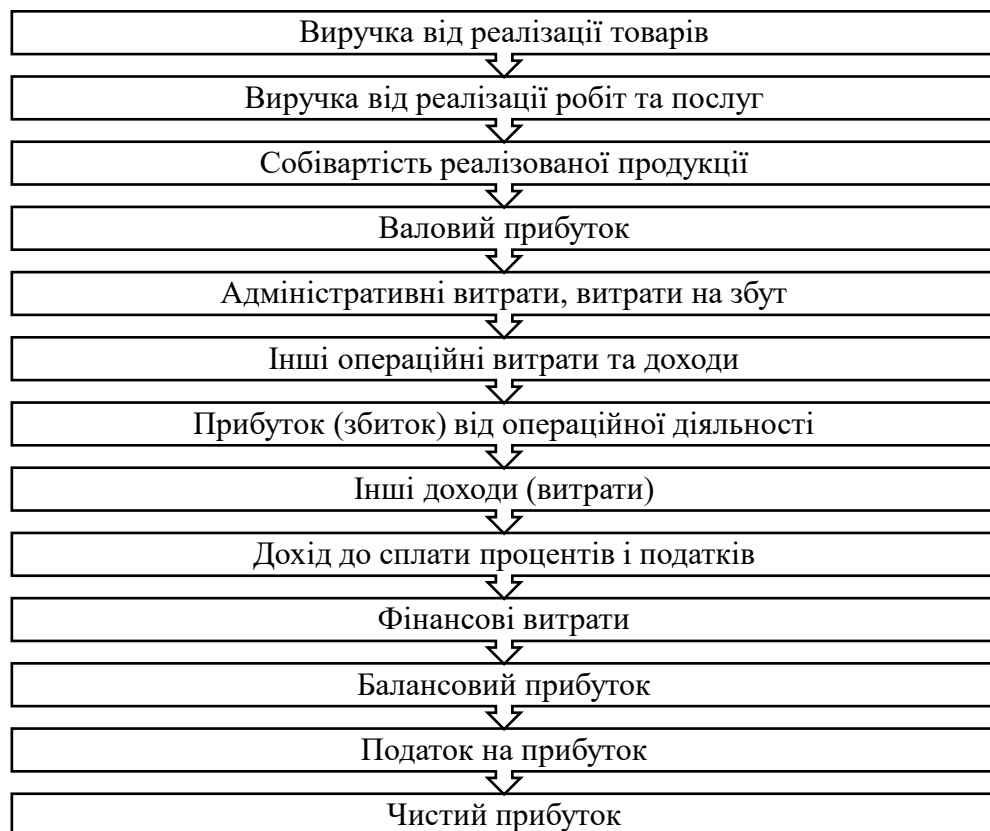 Виручка від реалізації товарів
Виручка від реалізації робіт та послуг
Собівартість реалізованої продукції
Валовий прибуток
Адміністративні витрати, витрати на збут
Інші операційні витрати та доходи
Прибуток (збиток) від операційної діяльності
Інші доходи (витрати)
Дохід до сплати процентів і податків
Фінансові витрати
Балансовий прибуток
Податок на прибуток
Чистий прибуток